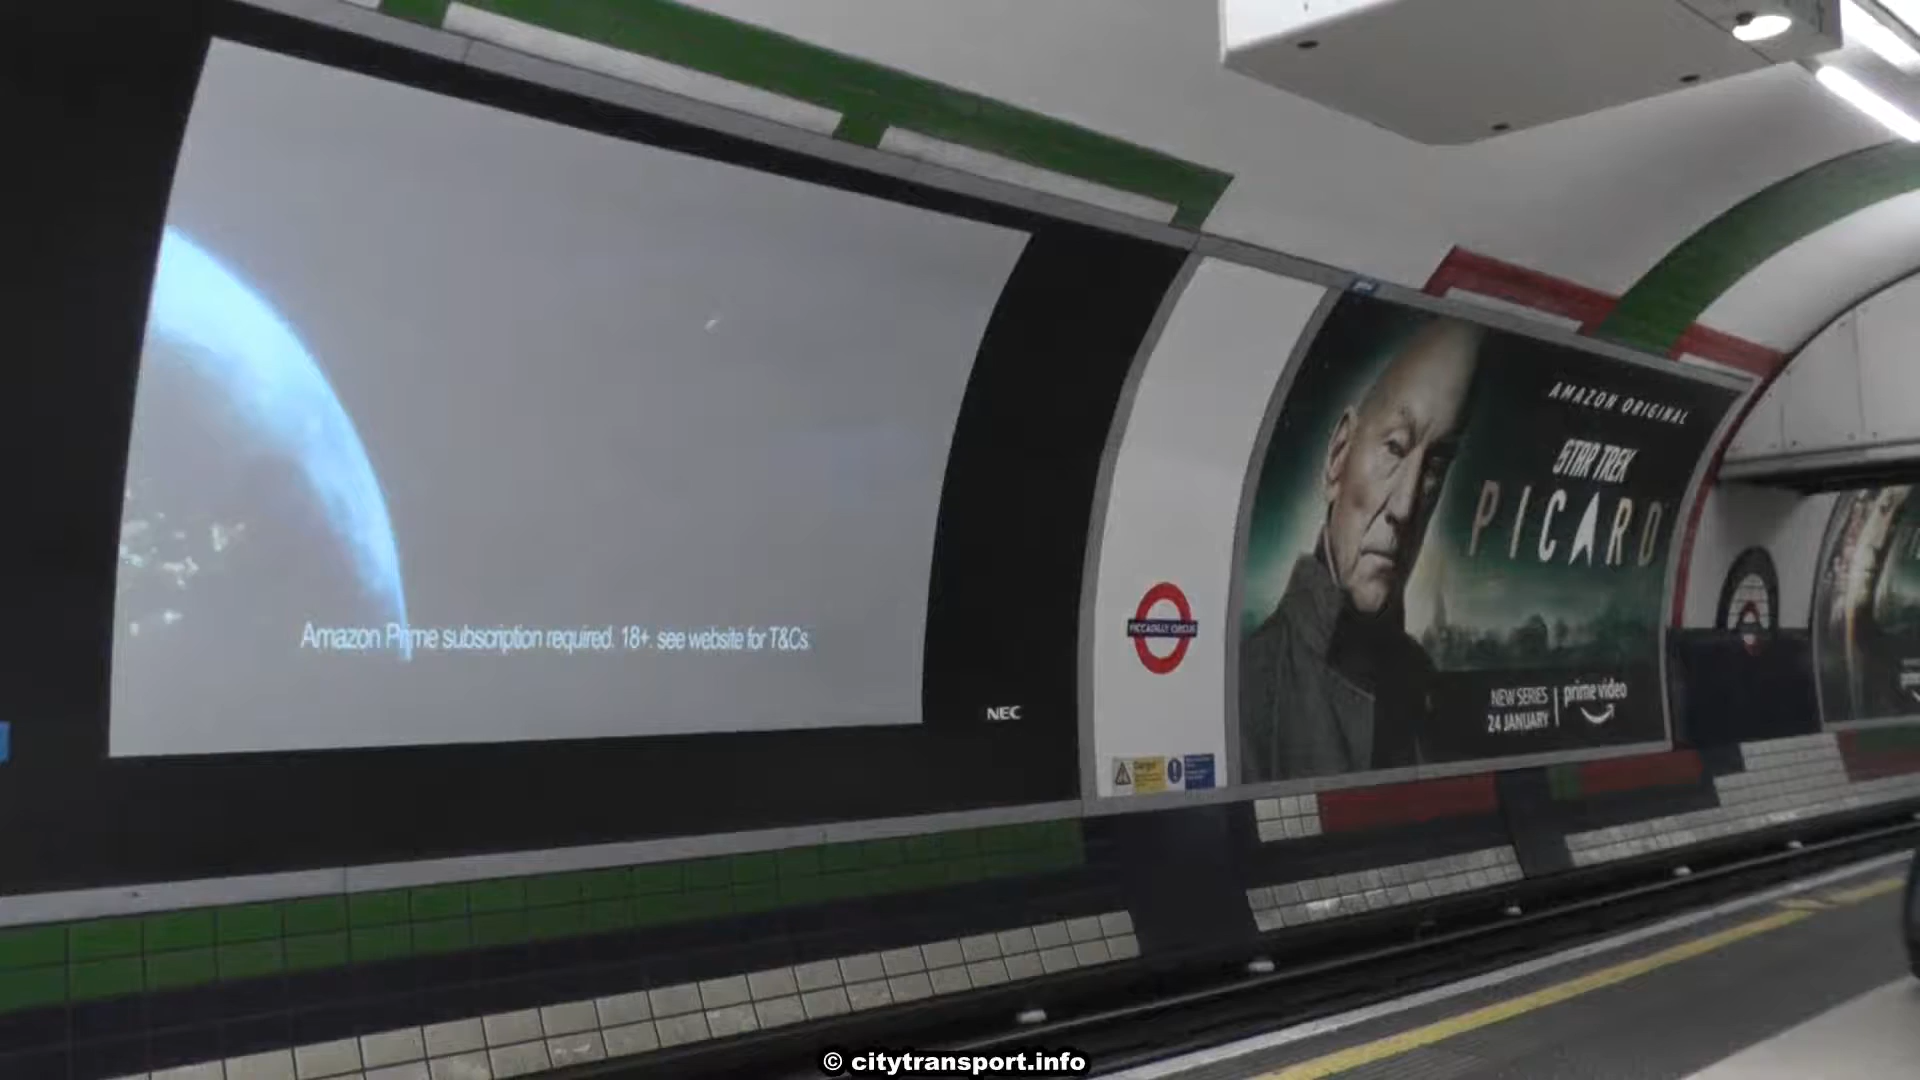 Amazon Prime subscription required. 18+. see website for T&Cs.
NEC
PICCADILLY CIRCUS
Danger
AMAZON ORIGINAL
STAR TREK
PICARD
NEW SERIES
24 JANUARY
prime video
© citytransport.info